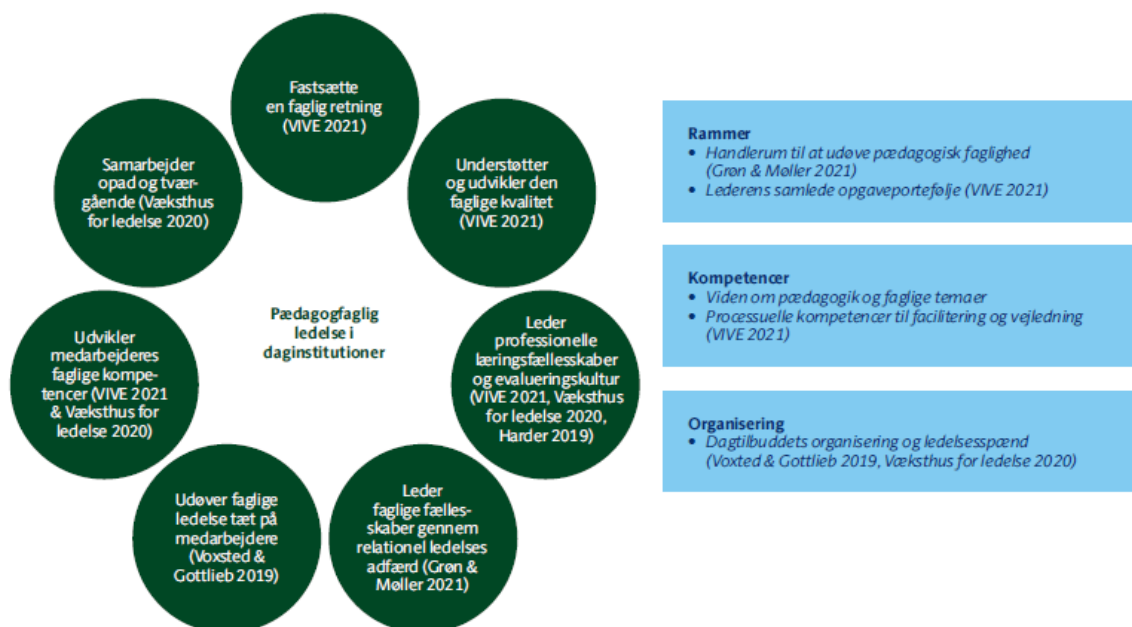 Fastsætte
en faglig retning
(VIVE 2021)
Understøtter
og udvikler den
faglige kvalitet
(VIVE 2021)
Leder
professionelle
læringsfællesskaber
og evalueringskultur
(VIVE 2021, Væksthus
for ledelse 2020,
Harder 2019)
Leder
faglige fælles-
skaber gennem
relationel ledelses
adfærd (Grøn &
Møller 2021)
Udøver faglige
ledelse tæt på
medarbejdere
(Voxsted &
Gottlieb 2019)
Udvikler
medarbejderes
faglige kompe-
tencer (VIVE 2021
& Væksthus for
ledelse 2020)
Samarbejder
opad og tvær-
gående (Væksthus
for ledelse 2020)
Pædagogfaglig
ledelse i
daginstitutioner
Rammer
• Handlerum til at udøve pædagogisk faglighed
(Grøn & Møller 2021)
• Lederens samlede opgaveportefølje (VIVE 2021)
Kompetencer
• Viden om pædagogik og faglige temaer
• Processuelle kompetencer til facilitering og vejledning
(VIVE 2021)
Organisering
• Dagtilbuddets organisering og ledelsesspænd
(Voxted & Gottlieb 2019, Væksthus for ledelse 2020)